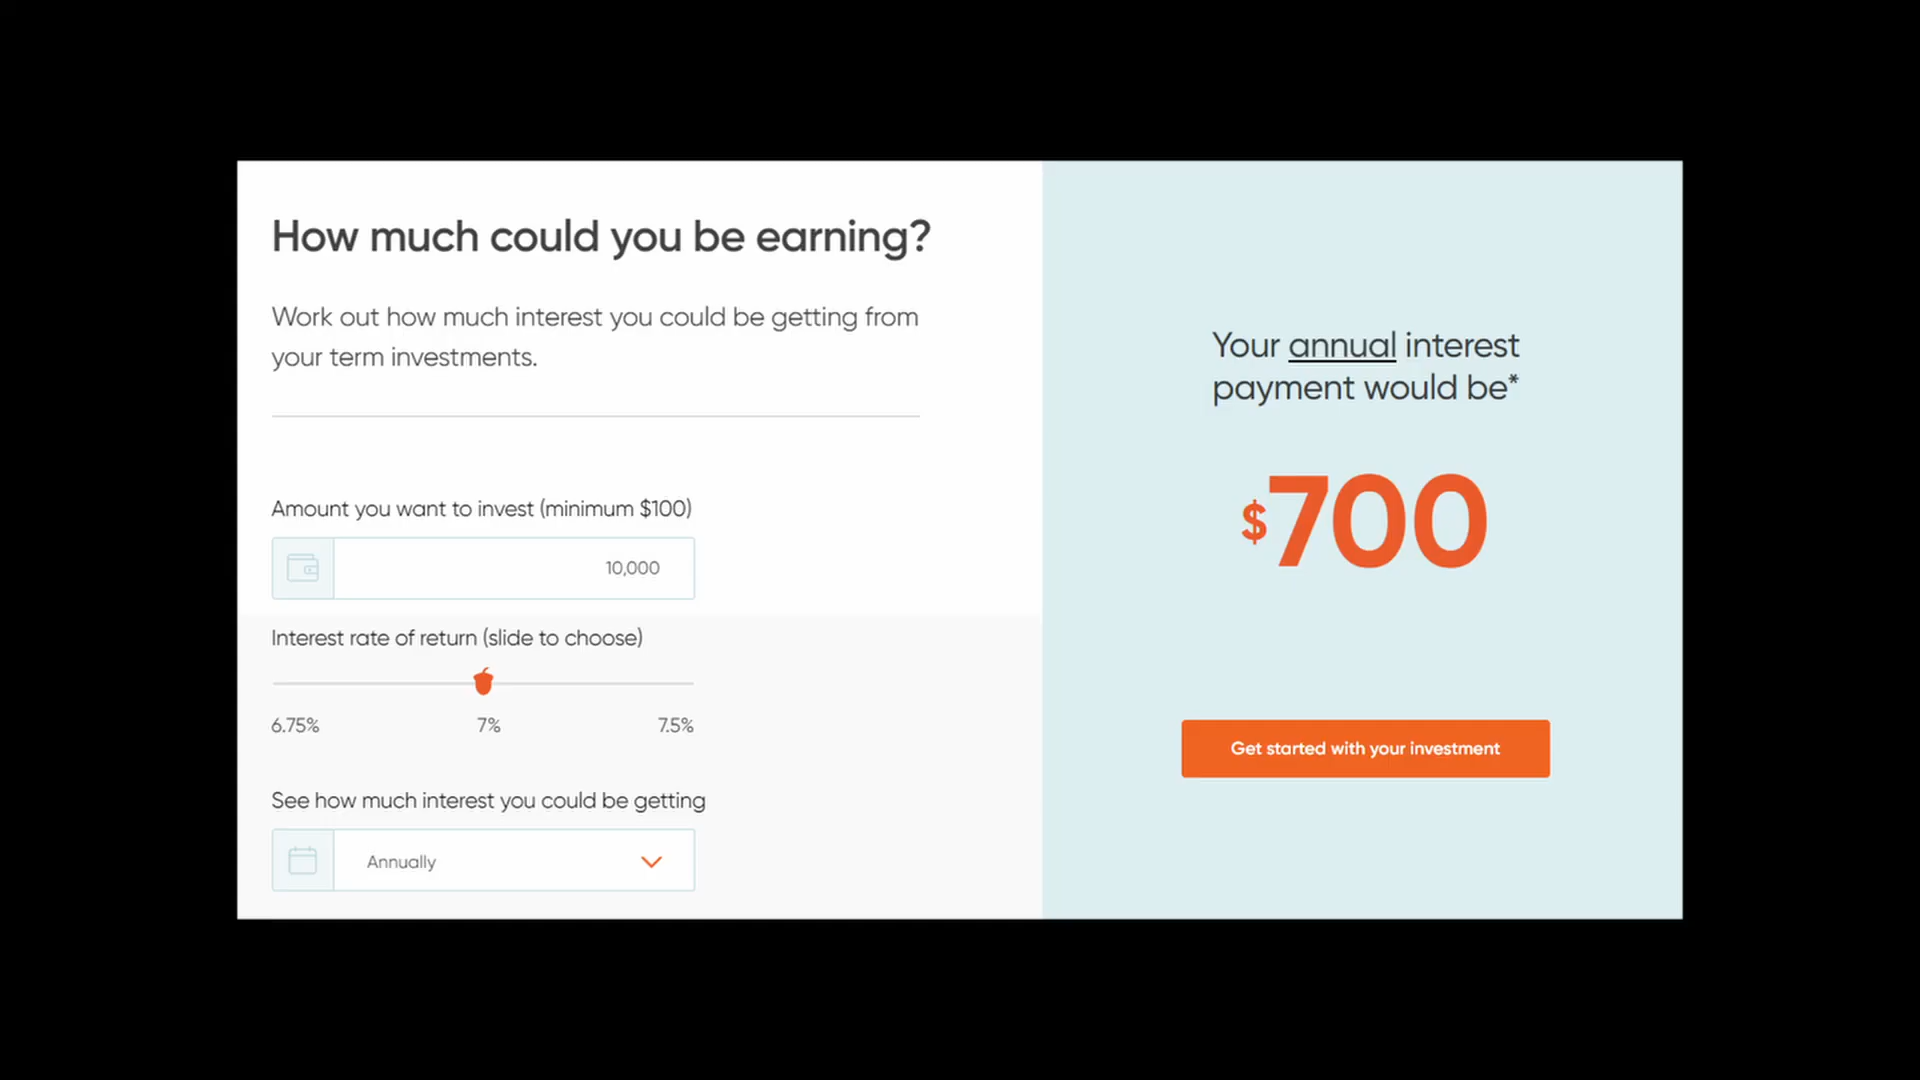 How much could you be earning?
Work out how much interest you could be getting from
your term investments.
Amount you want to invest (minimum $100)
10,000
Interest rate of return (slide to choose)
6.75% 7% 7.5%
See how much interest you could be getting
Annually
Your annual interest
payment would be*
$700
Get started with your investment